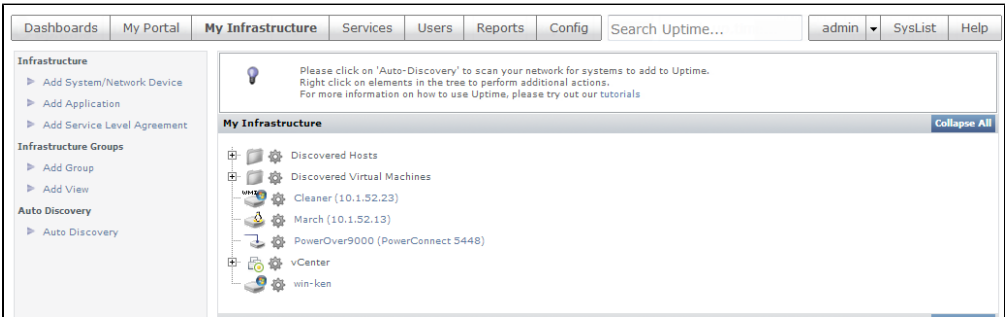 Dashboards My Portal My Infrastructure Services Users Reports Config Search Uptime... admin SysList Help
Infrastructure
Add System/Network Device
Add Application
Add Service Level Agreement
Infrastructure Groups
Add Group
Add View
Auto Discovery
Auto Discovery
Please click on 'Auto-Discovery' to scan your network for systems to add to Uptime.
Right click on elements in the tree to perform additional actions.
For more information on how to use Uptime, please try out our tutorials
My Infrastructure Collapse All
Discovered Hosts
Discovered Virtual Machines
WMI Cleaner (10.1.52.23)
March (10.1.52.13)
PowerOver9000 (PowerConnect 5448)
vCenter
win-ken